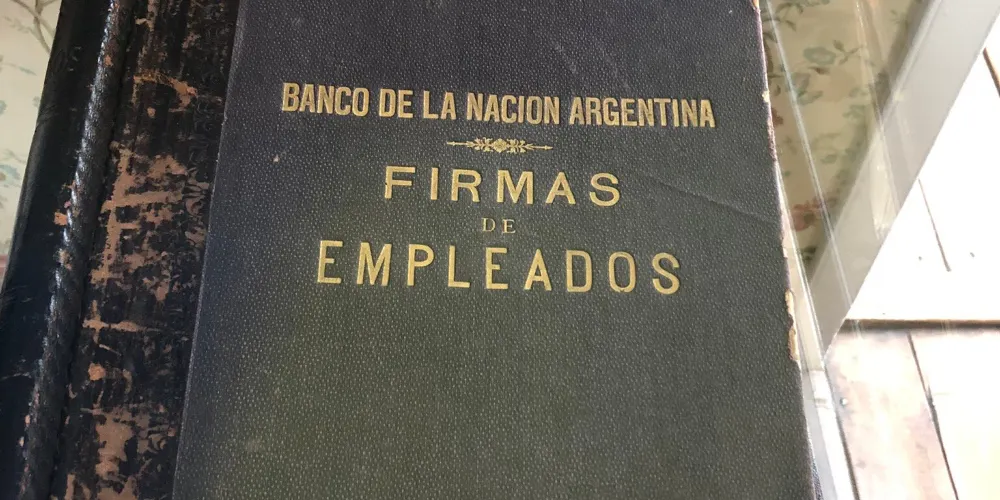 BANCO DE LA NACION ARGENTINA
FIRMAS
DE
EMPLEADOS